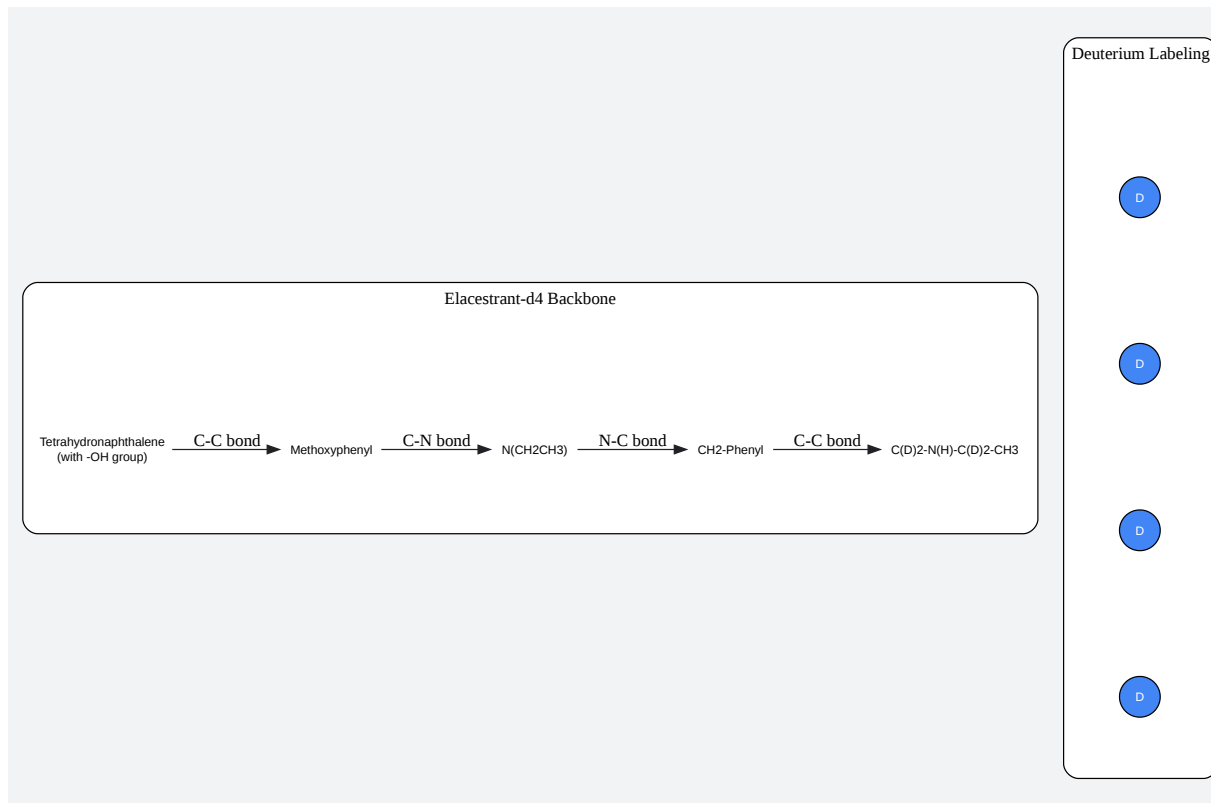 Deuterium Labeling
D
D
Elacestrant-d4 Backbone
Tetrahydronaphthalene
(with -OH group)
C-C bond
Methoxyphenyl
C-N bond
N(CH2CH3)
N-C bond
CH2-Phenyl
C-C bond
C(D)2-N(H)-C(D)2-CH3
D
D